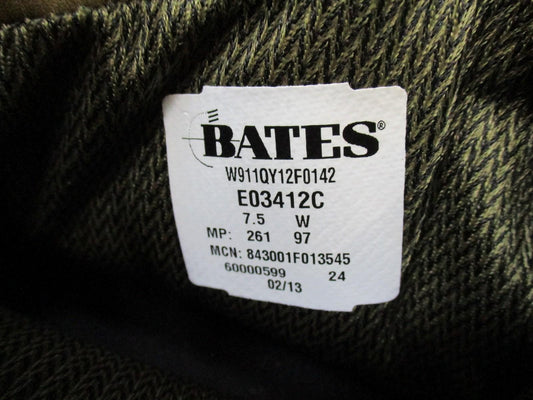 BATES®
W911QY12F0142
E03412C
7.5 W
MP: 261 97
MCN: 843001F013545
60000599 24
02/13